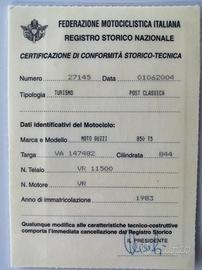 FEDERAZIONE MOTOCICLISTICA ITALIANA
REGISTRO STORICO NAZIONALE
CERTIFICAZIONE DI CONFORMITÀ STORICO-TECNICA
Numero 27145 Data 01062004
Tipologia TURISMO POST CLASSICA
Dati identificativi del Motociclo:
Marca e Modello MOTO GUZZI 850 T5
Targa VA 147482 Cilindrata 844
N. Telaio VR 11500
N. Motore VR
Anno di immatricolazione 1983
Qualunque modifica alle caratteristiche tecnico-costruttive
comporta l'immediata cancellazione dal Registro Storico
IL PRESIDENTE